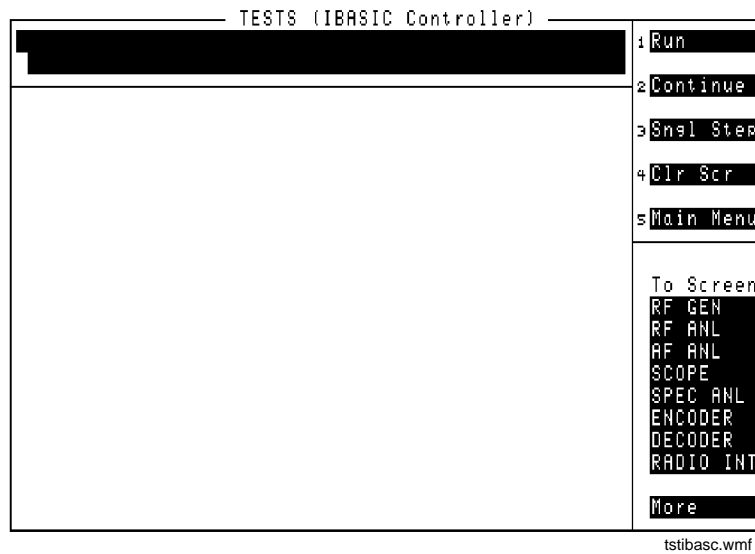 TESTS (IBASIC Controller)
1 Run
2 Continue
3 Sngl Step
4 Clr Scr
5 Main Menu
To Screen
RF GEN
RF ANL
AF ANL
SCOPE
SPEC ANL
ENCODER
DECODER
RADIO INT
More
tstibasc.wmf